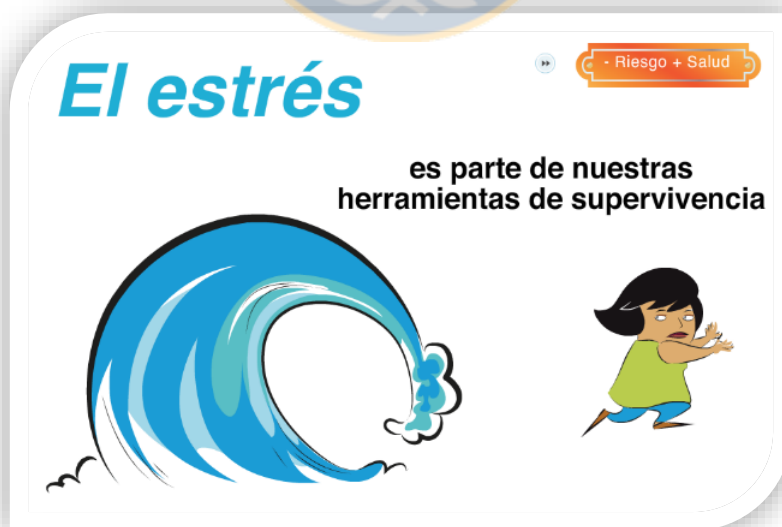 El estrés
- Riesgo + Salud
es parte de nuestras
herramientas de supervivencia